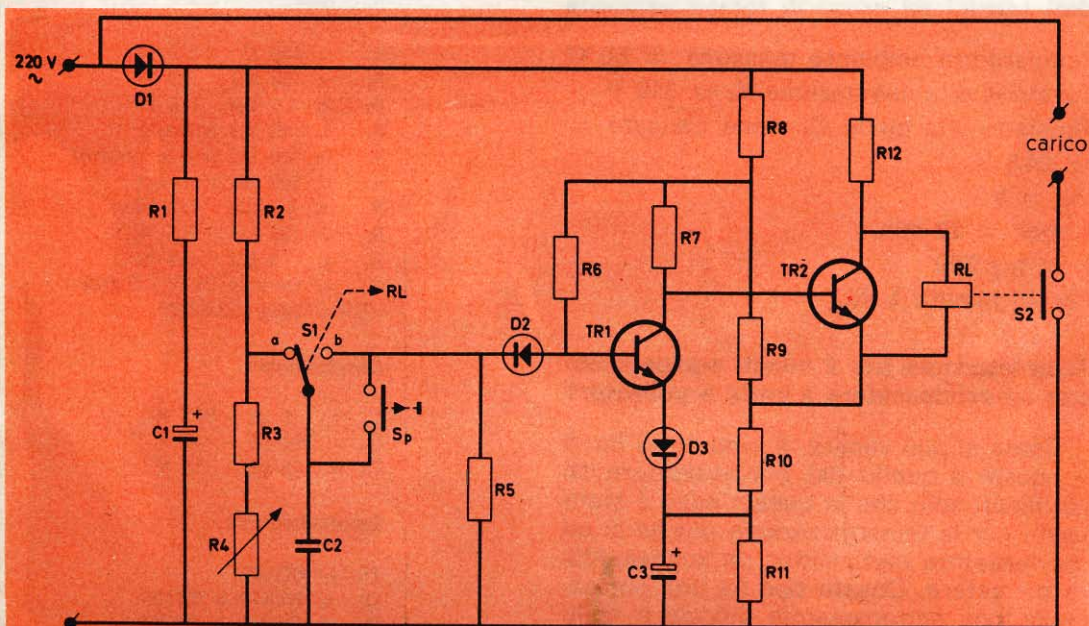 220 V
~
D1
R1
R2
C1
+
R3
R4
a
S1
b
RL
Sp
C2
R5
D2
R6
R7
R8
TR1
D3
C3
+
R9
R10
R11
TR2
R12
RL
carico
S2